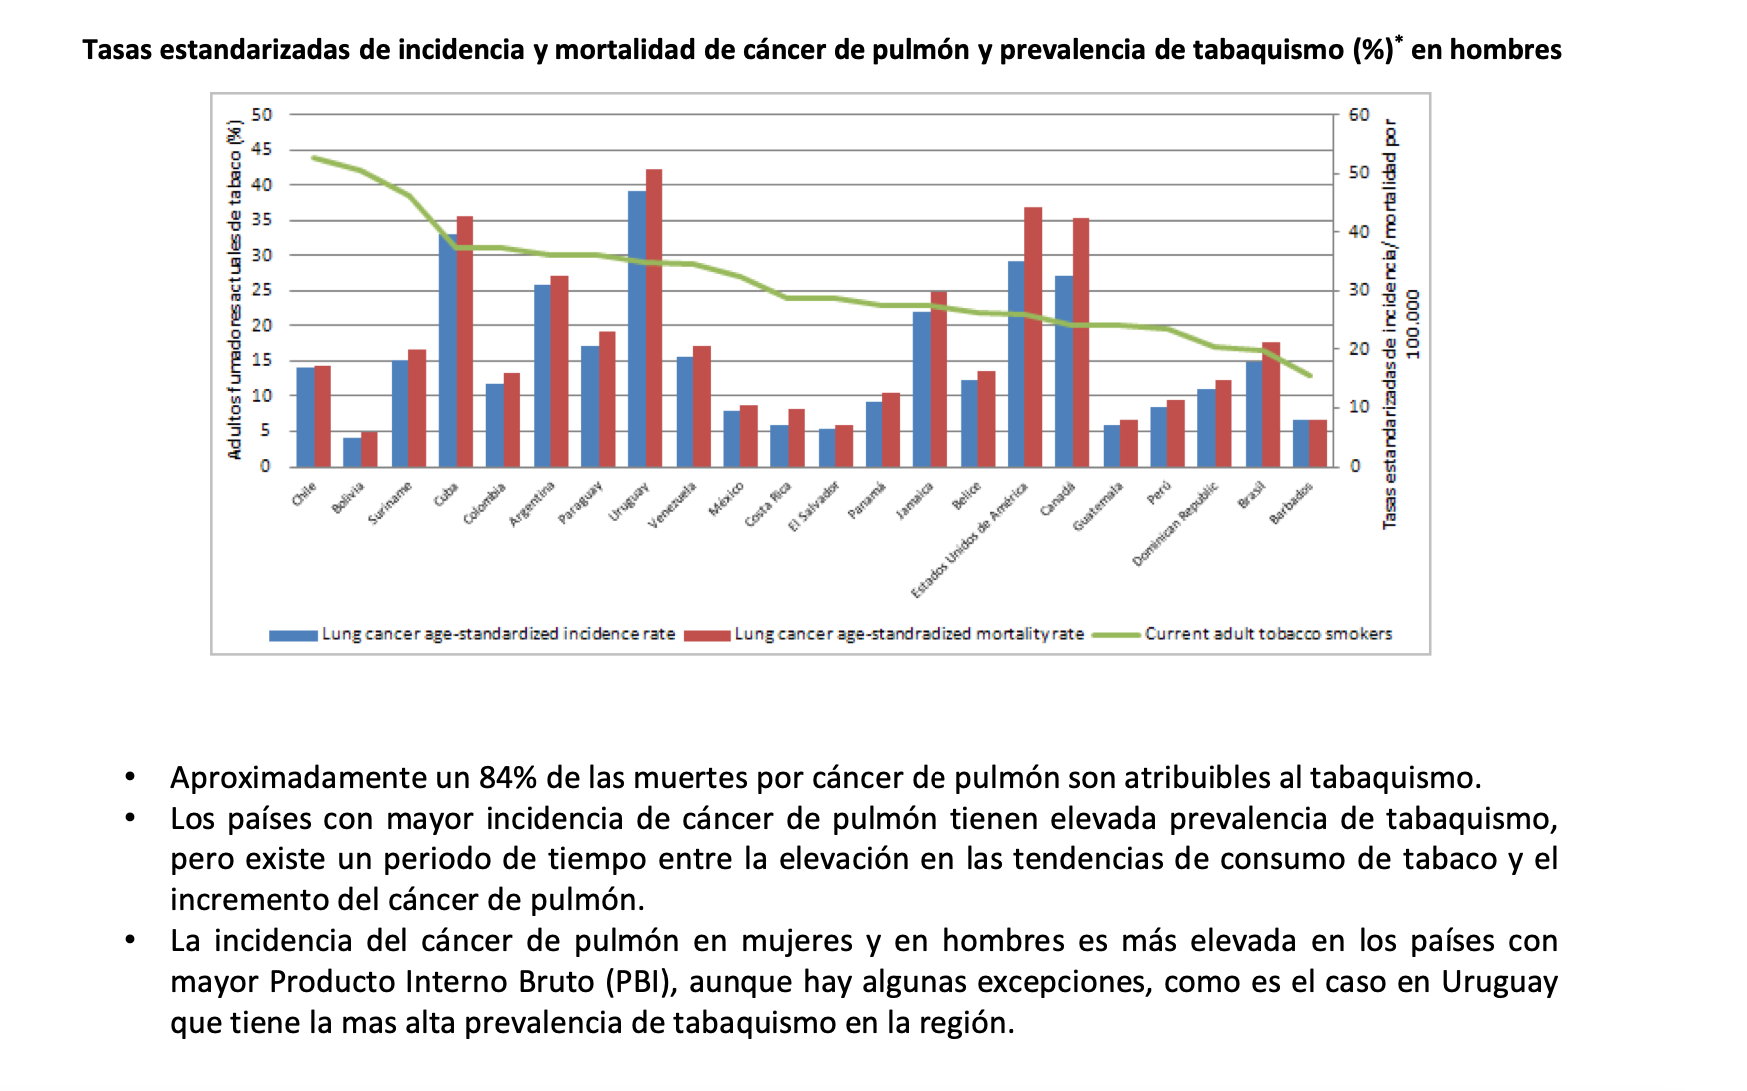 Tasas estandarizadas de incidencia y mortalidad de cáncer de pulmón y prevalencia de tabaquismo (%)* en hombres
Adultos fumadores actuales de tabaco (%)
50
45
40
35
30
25
20
15
10
5
0
60
50
40
30
20
10
0
Tasas estandarizadas de incidencia/ mortalidad por
100.000
Chile
Bolivia
Suriname
Cuba
Colombia
Argentina
Paraguay
Uruguay
Venezuela
México
Costa Rica
El Salvador
Panamá
Jamaica
Belice
Estados Unidos de América
Canadá
Guatemala
Perú
Dominican Republic
Brasil
Barbados
Lung cancer age-standardized incidence rate
Lung cancer age-standradized mortality rate
Current adult tobacco smokers
• Aproximadamente un 84% de las muertes por cáncer de pulmón son atribuibles al tabaquismo.
• Los países con mayor incidencia de cáncer de pulmón tienen elevada prevalencia de tabaquismo,
pero existe un periodo de tiempo entre la elevación en las tendencias de consumo de tabaco y el
incremento del cáncer de pulmón.
• La incidencia del cáncer de pulmón en mujeres y en hombres es más elevada en los países con
mayor Producto Interno Bruto (PBI), aunque hay algunas excepciones, como es el caso en Uruguay
que tiene la mas alta prevalencia de tabaquismo en la región.